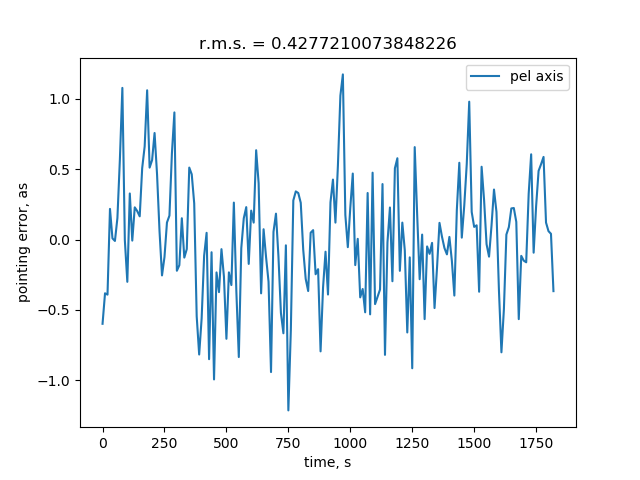 r.m.s. = 0.4277210073848226
pel axis
pointing error, as
1.0
0.5
0.0
−0.5
−1.0
0 250 500 750 1000 1250 1500 1750
time, s